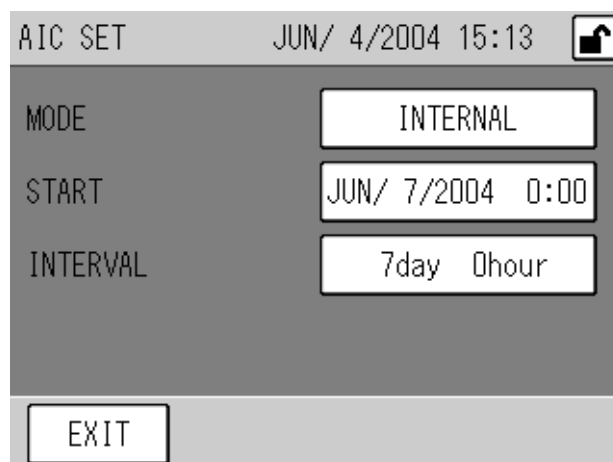 AIC SET JUN/ 4/2004 15:13
MODE INTERNAL
START JUN/ 7/2004 0:00
INTERVAL 7day 0hour
EXIT